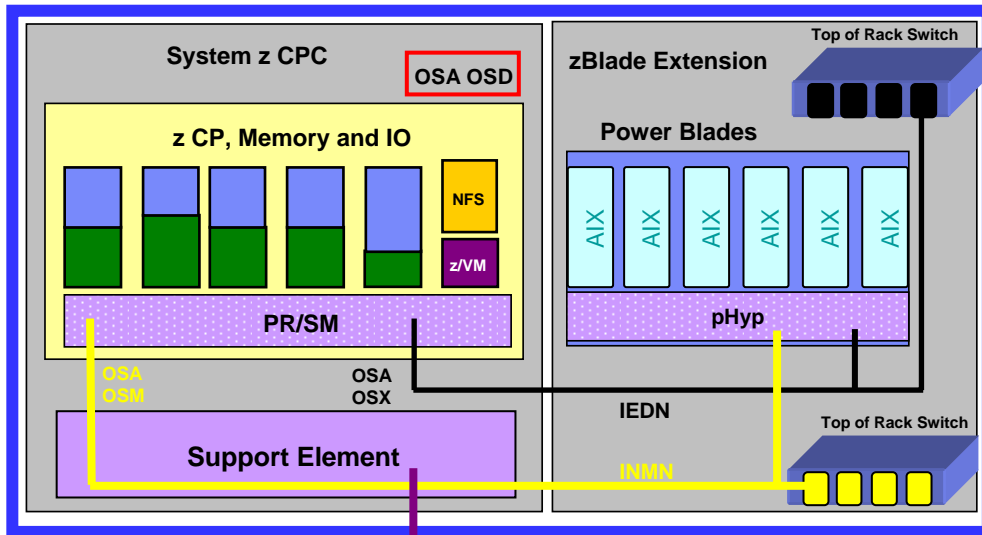 System z CPC
OSA OSD
z CP, Memory and IO
NFS
z/VM
PR/SM
OSA
OSM
OSA
OSX
Support Element
zBlade Extension
Top of Rack Switch
Power Blades
AIX
AIX
AIX
AIX
AIX
AIX
pHyp
IEDN
Top of Rack Switch
INMN